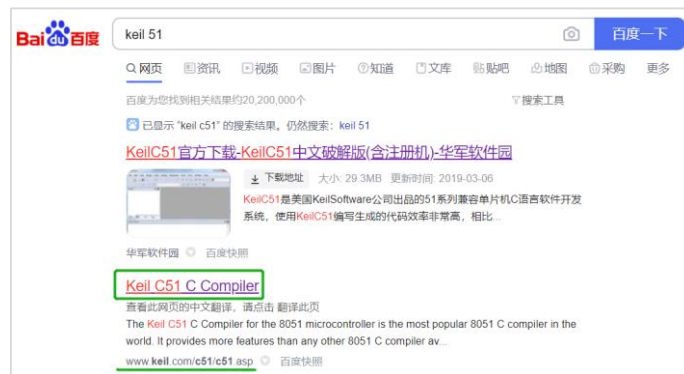 Bai du 百度
keil 51
百度一下
网页 资讯 视频 图片 知道 文库 贴吧 地图 采购 更多
百度为您找到相关结果约20,200,000个
搜索工具
已显示 "keil c51" 的搜索结果。仍然搜索: keil 51
KeilC51官方下载-KeilC51中文破解版(含注册机)-华军软件园
下载地址 大小: 29.3MB 更新时间: 2019-03-06
KeilC51是美国KeilSoftware公司出品的51系列兼容单片机C语言软件开发
系统，使用KeilC51编写生成的代码效率非常高，相比...
华军软件园 百度快照
Keil C51 C Compiler
查看此网页的中文翻译，请点击 翻译此页
The Keil C51 C Compiler for the 8051 microcontroller is the most popular 8051 C compiler in the
world. It provides more features than any other 8051 C compiler av...
www.keil.com/c51/c51.asp 百度快照